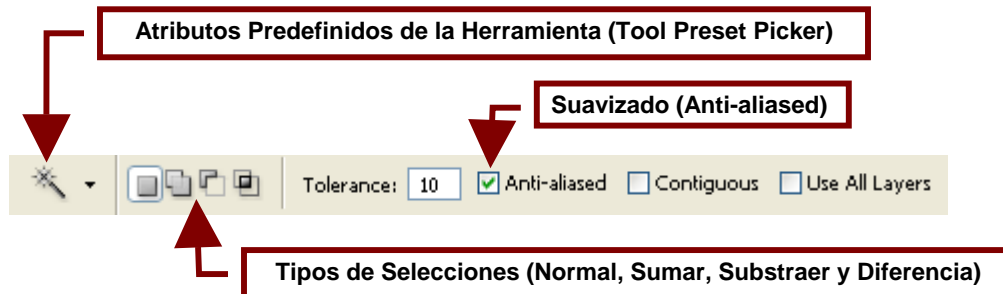 Atributos Predefinidos de la Herramienta (Tool Preset Picker)
Suavizado (Anti-aliased)
Tolerance: 10 Anti-aliased Contiguous Use All Layers
Tipos de Selecciones (Normal, Sumar, Substraer y Diferencia)